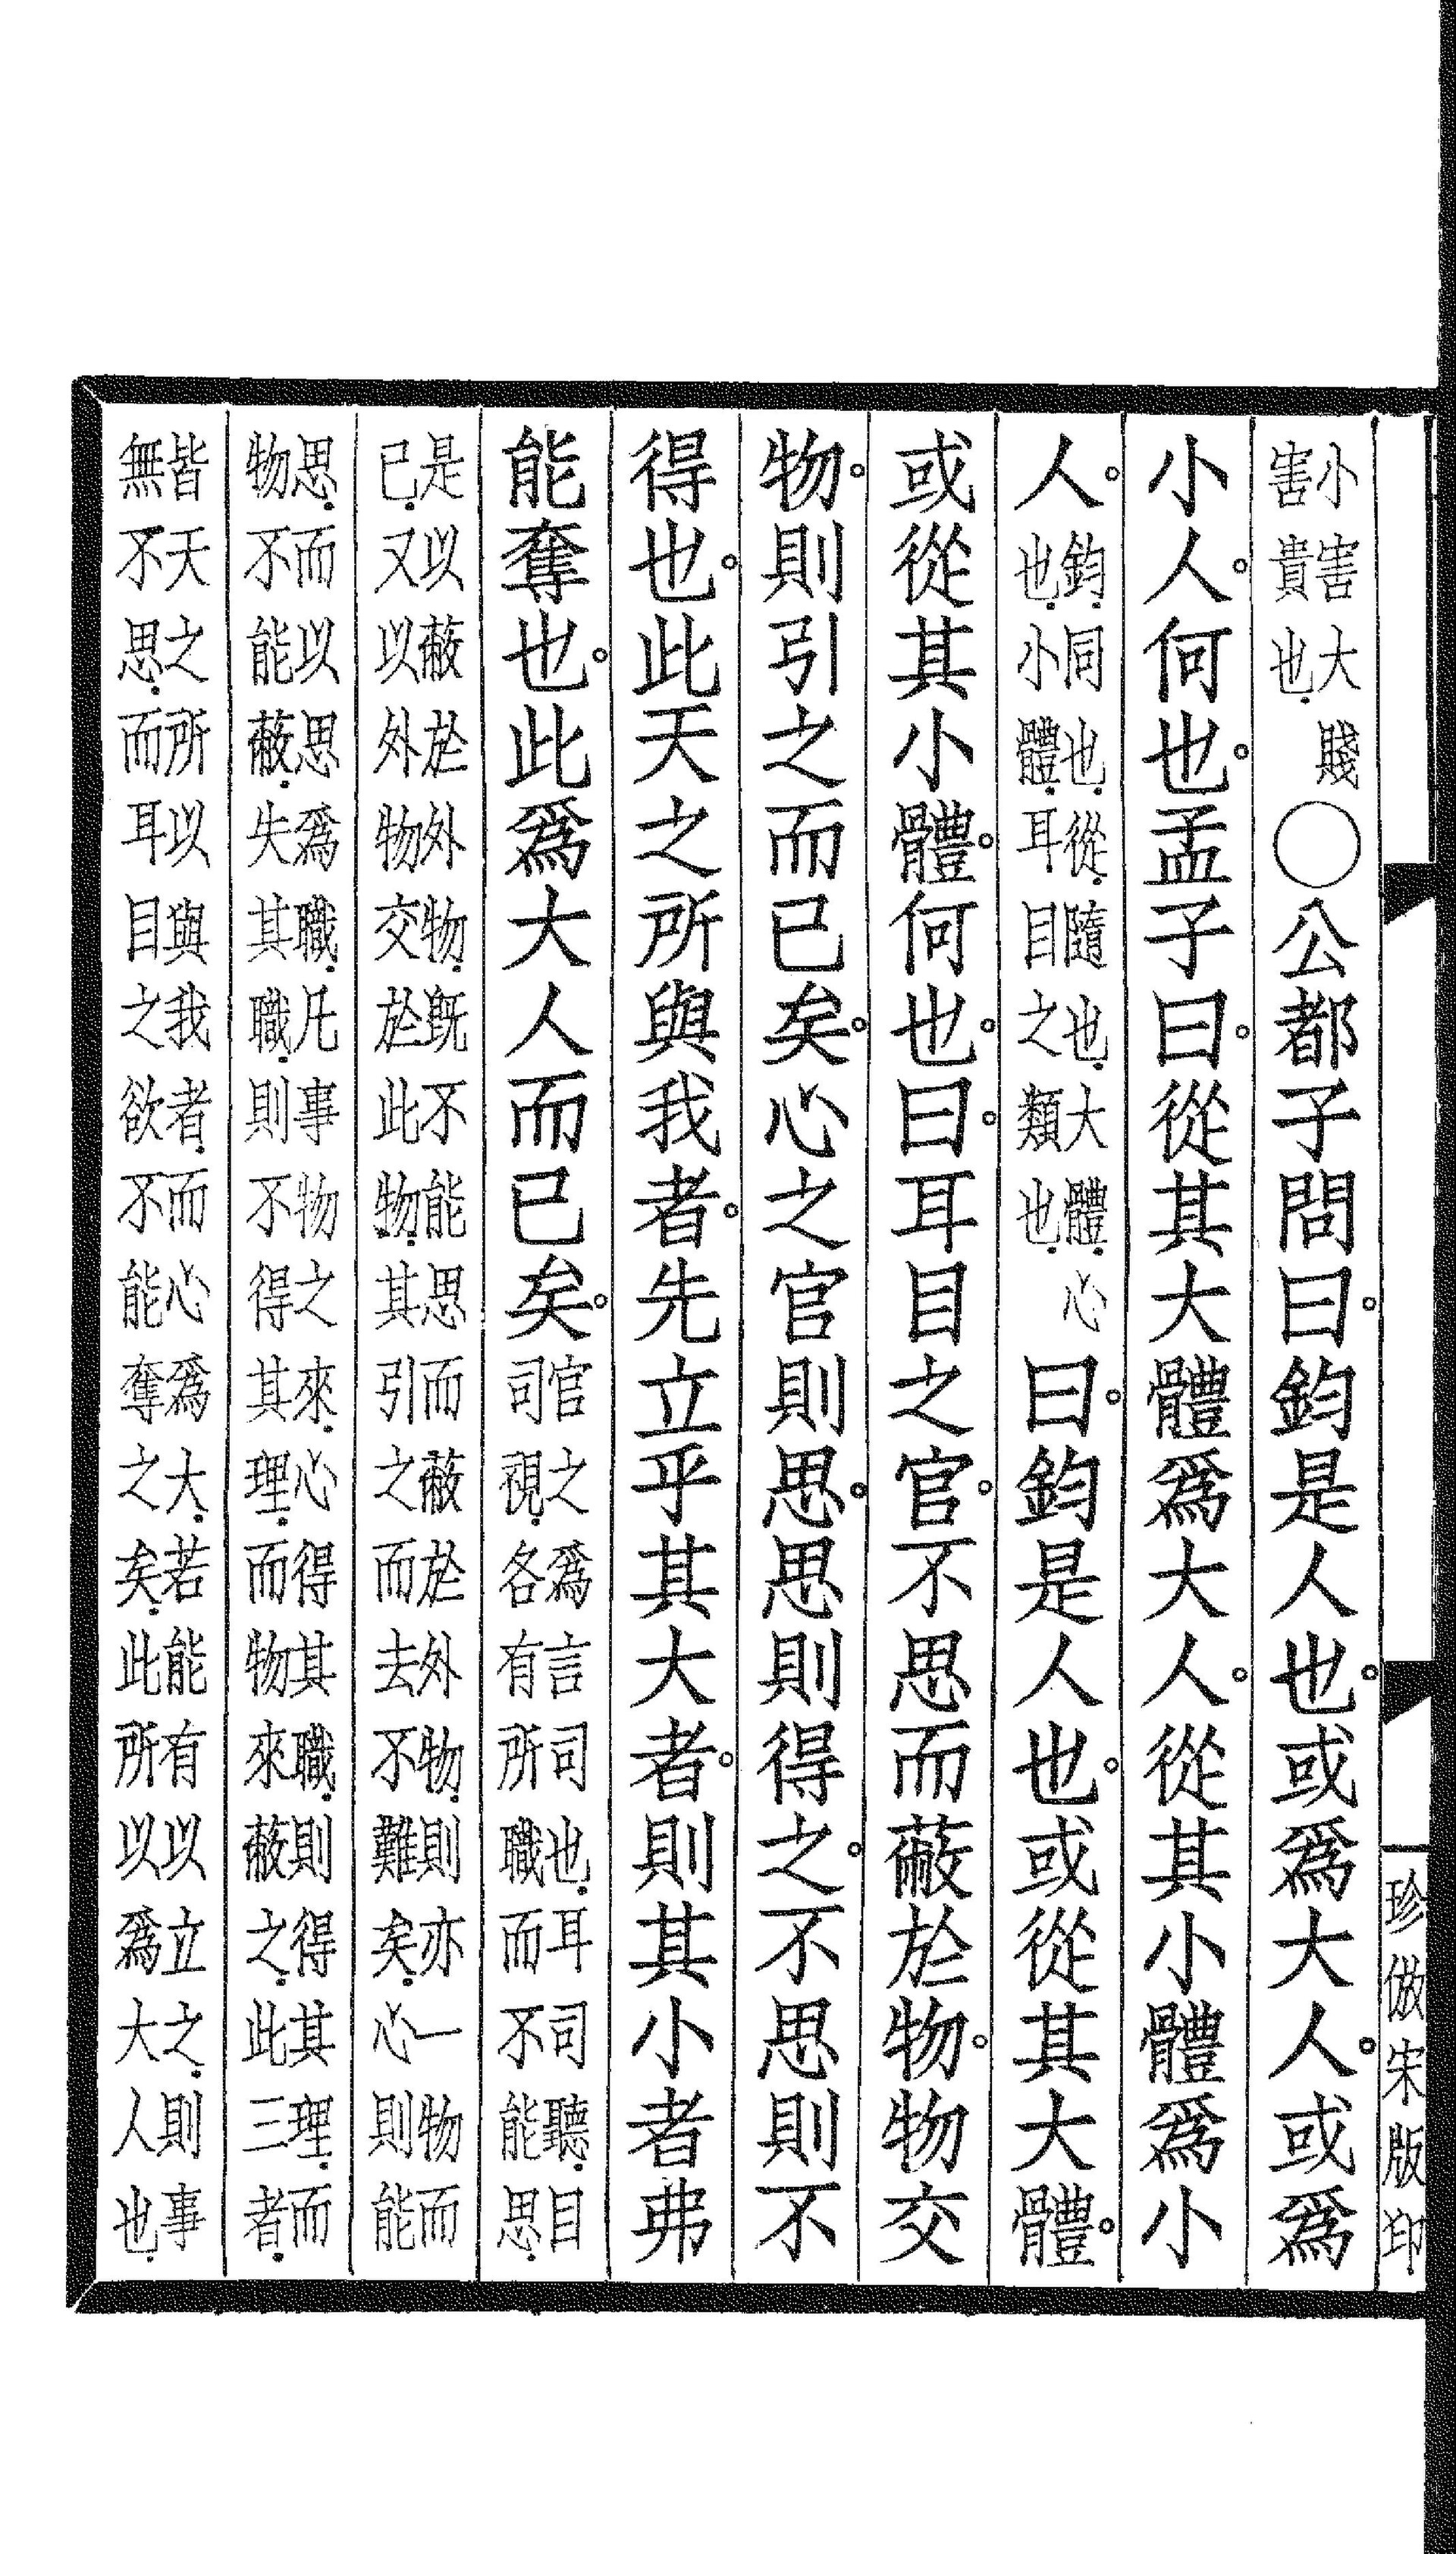 珍倣宋版印
小害大賤害貴也．○公都子問曰。鈞是人也。或爲大人。或爲
小人。何也。孟子曰。從其大體爲大人。從其小體爲小
人。鈞．同也．從．隨也．大體．心也．小體．耳目之類也．曰。鈞是人也。或從其大體。
或從其小體。何也。曰。耳目之官。不思而蔽於物。物交
物。則引之而已矣。心之官則思。思則得之。不思則不
得也。此天之所與我者。先立乎其大者。則其小者弗
能奪也。此爲大人而已矣。官之爲言司也．耳司聽．目司視．各有所職而不能思．
是以蔽於外物．既不能思而蔽於外物．則亦一物而已．又以外物交於此物．其引之而去不難矣．心則能
思．而以思爲職．凡事物之來．心得其職．則得其理．而物不能蔽．失其職．則不得其理．而物來蔽之．此三者．
皆天之所以與我者．而心爲大．若能有以立之．則事無不思．而耳目之欲不能奪之矣．此所以爲大人也．